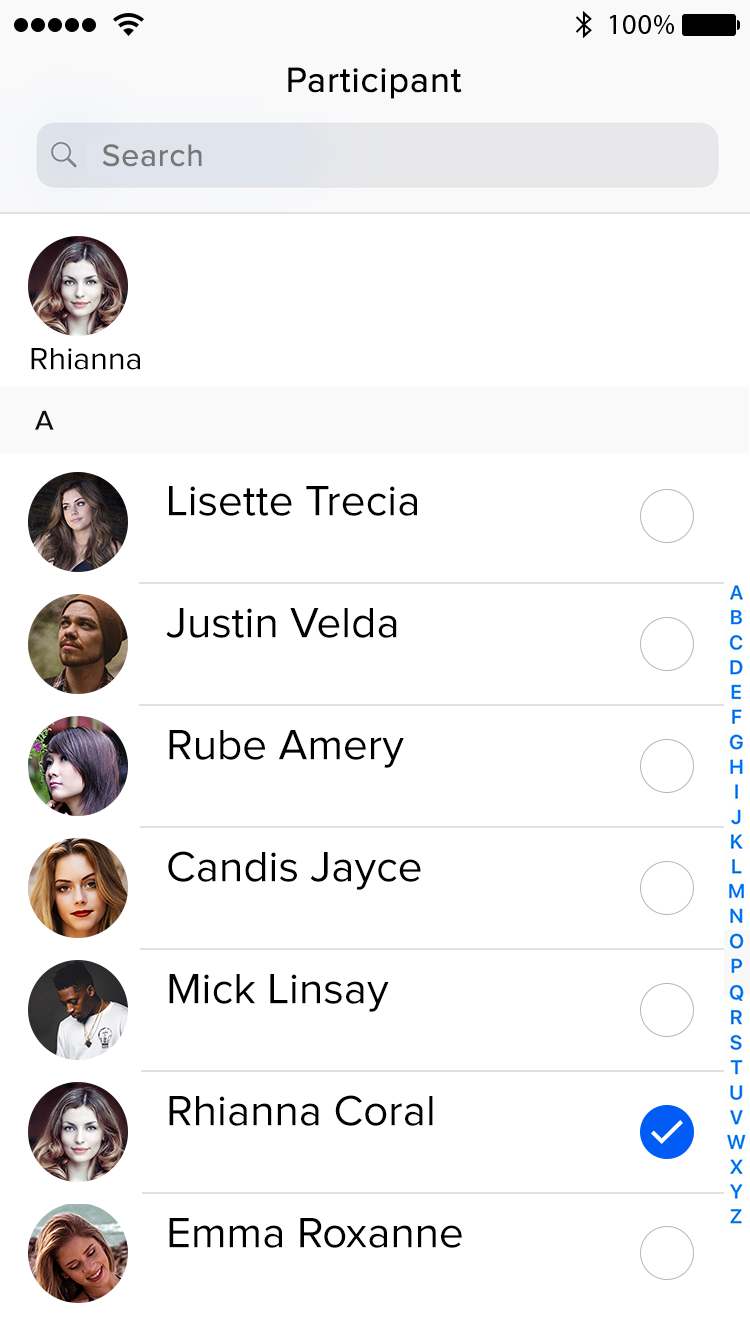 100%
Participant
Search
Rhianna
A
Lisette Trecia
Justin Velda
Rube Amery
Candis Jayce
Mick Linsay
Rhianna Coral
Emma Roxanne
A
B
C
D
E
F
G
H
I
J
K
L
M
N
O
P
Q
R
S
T
U
V
W
X
Y
Z